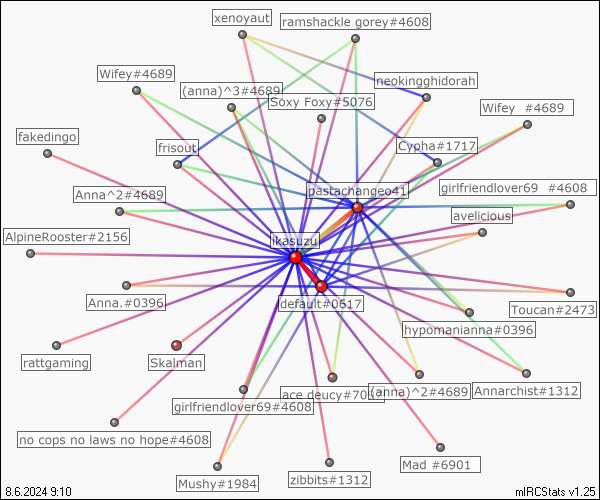 xenoyaut
ramshackle gorey#4608
Wifey#4689
neokingghidorah
(anna)^3#4689
Soxy Foxy#5076
Wifey #4689
fakedingo
frisout
Cypha#1717
pastachangeo41
girlfriendlover69 #4608
Anna^2#4689
avelicious
AlpineRooster#2156
ikasuzu
Anna.#0396
default#0617
Toucan#2473
hypomanianna#0396
rattgaming
Skalman
ace deucy
(anna)^2#4689
Annarchist#1312
girlfriendlover69#4608
no cops no laws no hope#4608
Mushy#1984
zibbits#1312
Mad #6901
8.6.2024 9:10
mIRCStats v1.25